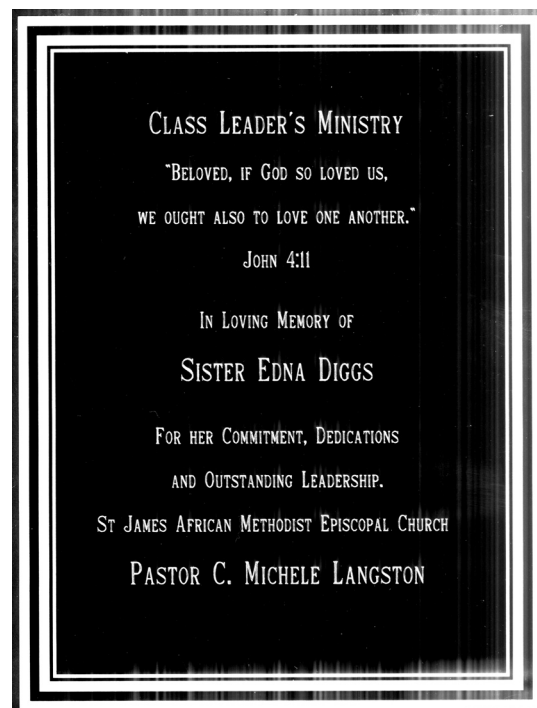 Class Leader's Ministry
"Beloved, if God so loved us,
we ought also to love one another."
John 4:11
In Loving Memory of
Sister Edna Diggs
For her Commitment, Dedications
and Outstanding Leadership.
St James African Methodist Episcopal Church
Pastor C. Michele Langston